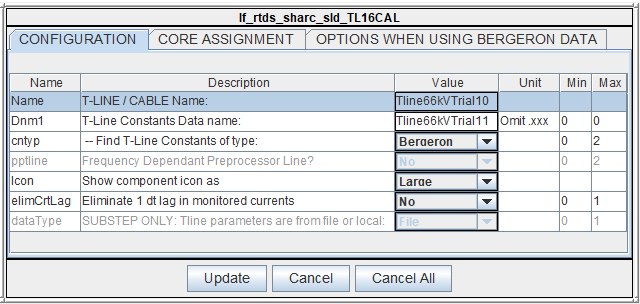 lf_rtds_sharc_sld_TL16CAL
CONFIGURATION CORE ASSIGNMENT OPTIONS WHEN USING BERGERON DATA
Name Description Value Unit Min Max
Name T-LINE / CABLE Name: Tline66kVTrial10
Dnm1 T-Line Constants Data name: Tline66kVTrial11 Omit .xxx 0 0
cntyp -- Find T-Line Constants of type: Bergeron 0 2
pptline Frequency Dependant Preprocessor Line? No 0 2
Icon Show component icon as Large
elimCrtLag Eliminate 1 dt lag in monitored currents No 0 1
dataType SUBSTEP ONLY: Tline parameters are from file or local: File 0 1
Update Cancel Cancel All